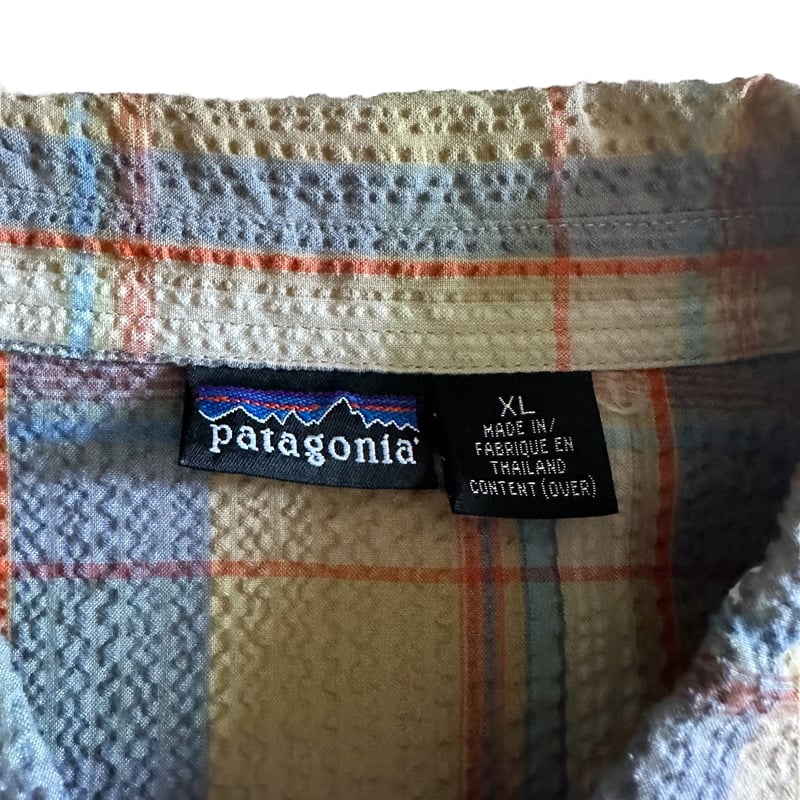 patagonia®
XL
MADE IN/
FABRIQUE EN
THAILAND
CONTENT (OVER)